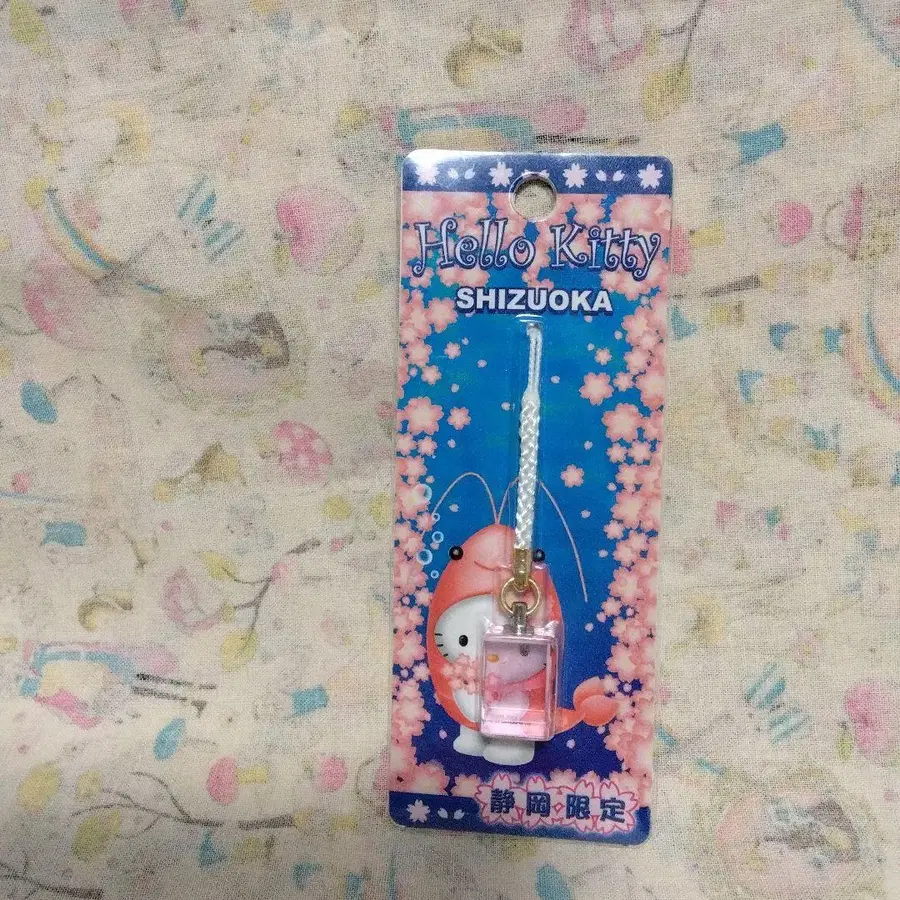 Hello Kitty
SHIZUOKA
静岡限定